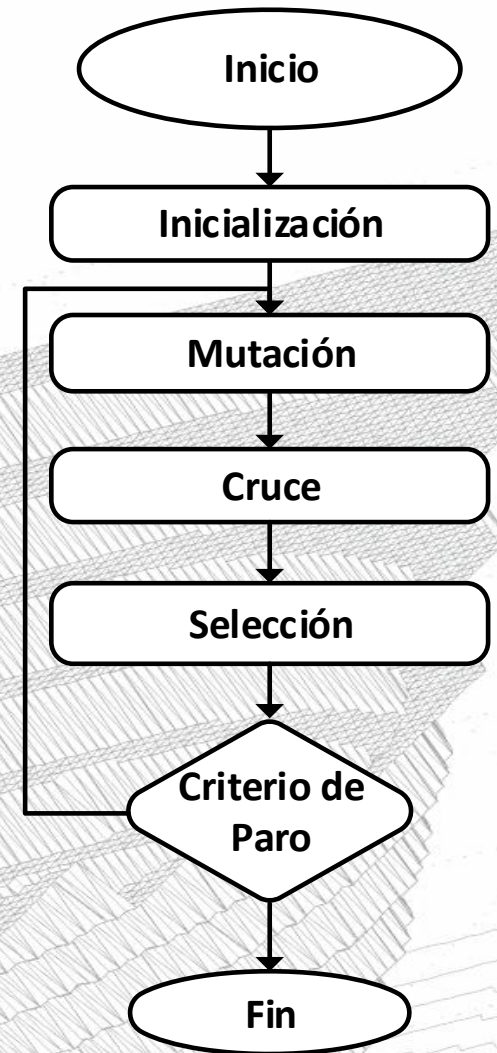 Inicio
Inicialización
Mutación
Cruce
Selección
Criterio de
Paro
Fin